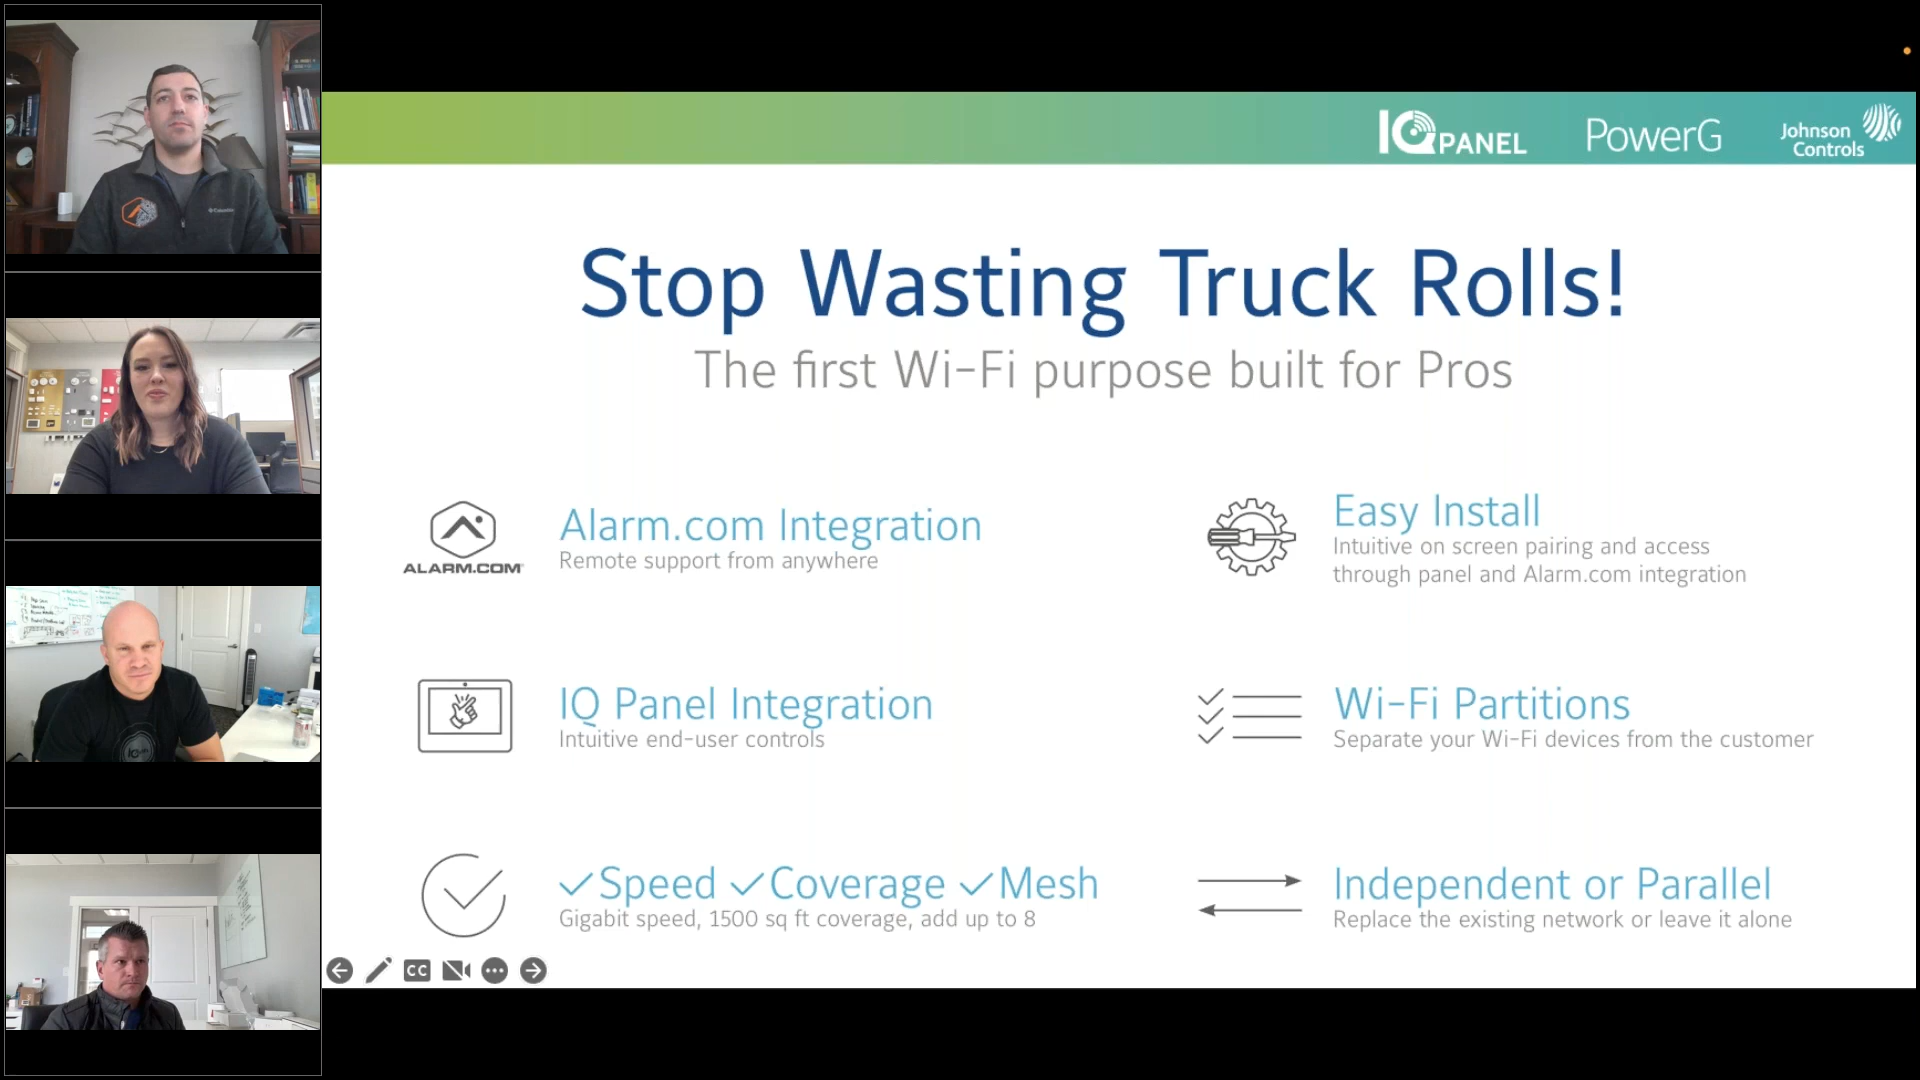 IQ PANEL
PowerG
Johnson
Controls
Stop Wasting Truck Rolls!
The first Wi-Fi purpose built for Pros
ALARM.COM
Alarm.com Integration
Remote support from anywhere
Easy Install
Intuitive on screen pairing and access
through panel and Alarm.com integration
IQ Panel Integration
Intuitive end-user controls
Wi-Fi Partitions
Separate your Wi-Fi devices from the customer
✓Speed ✓Coverage ✓Mesh
Gigabit speed, 1500 sq ft coverage, add up to 8
Independent or Parallel
Replace the existing network or leave it alone
CC
Columbia